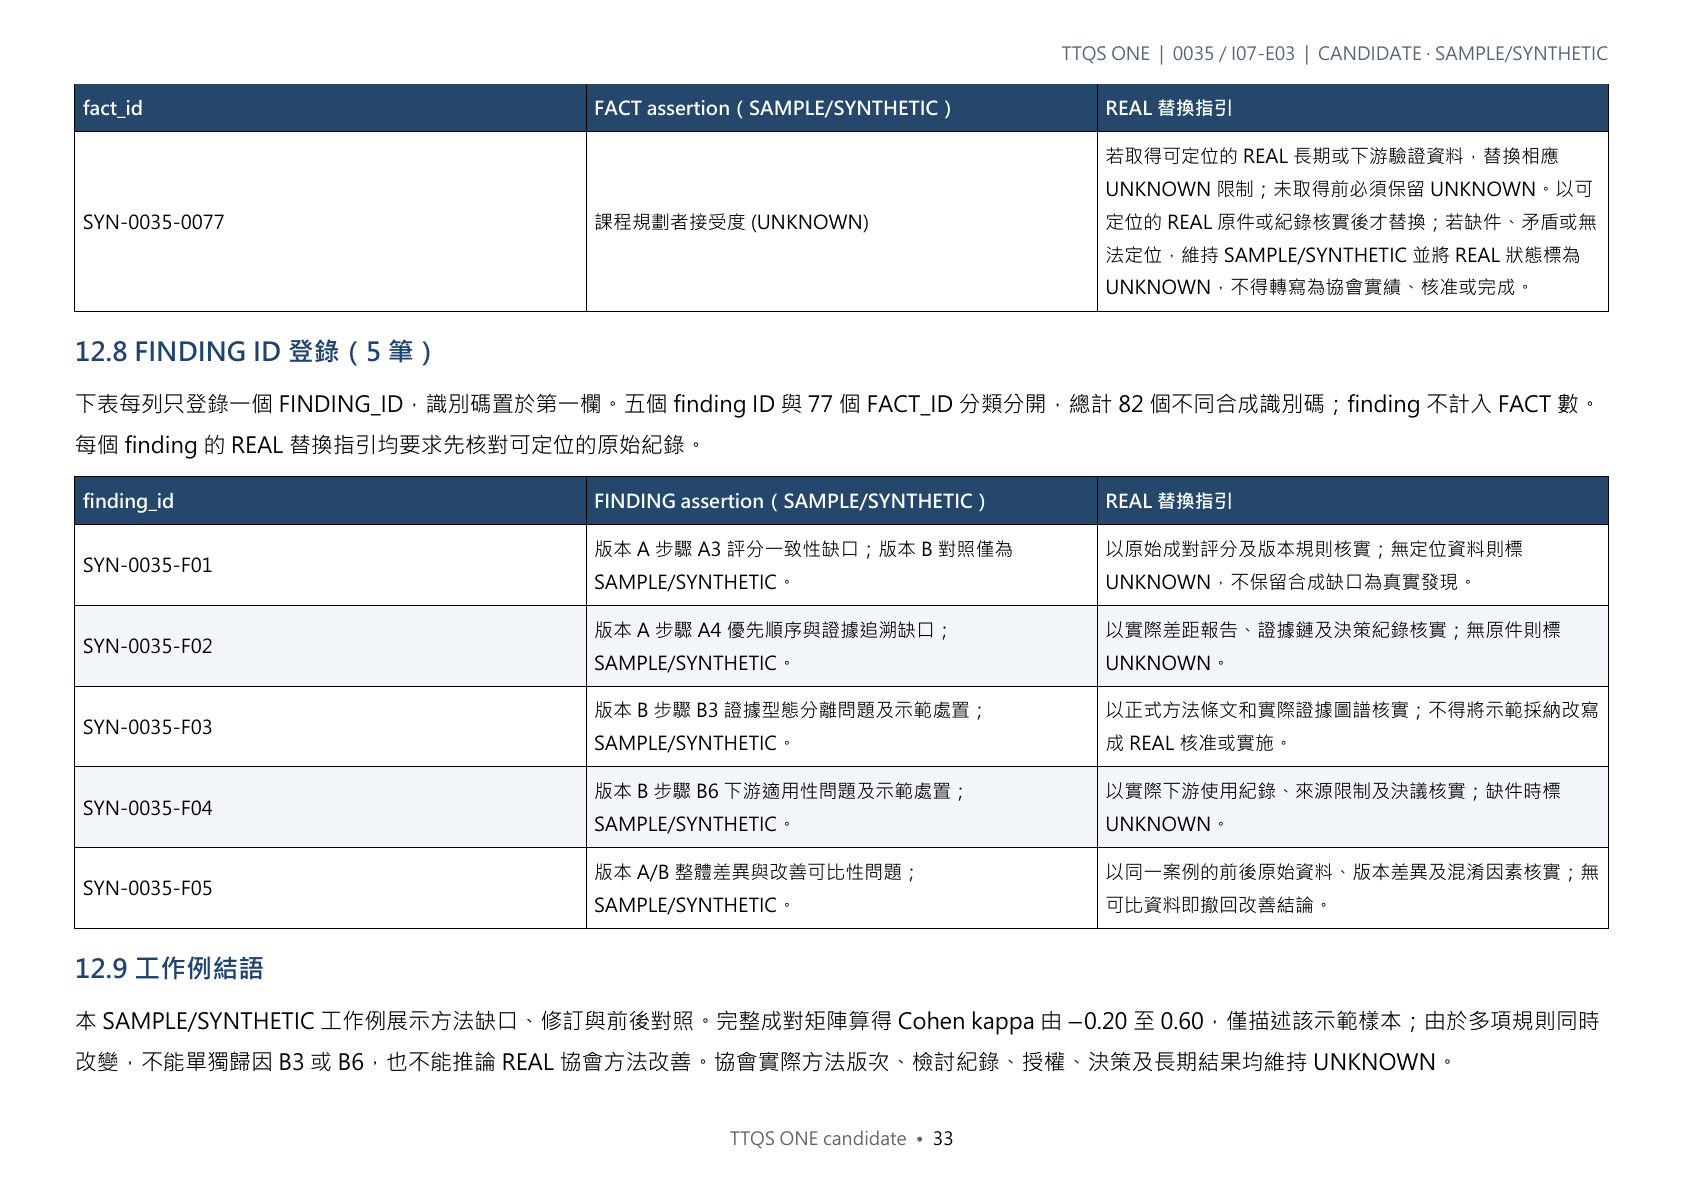 TTQS ONE | 0035 / I07-E03 | CANDIDATE · SAMPLE/SYNTHETIC
fact_id
FACT assertion（SAMPLE/SYNTHETIC）
REAL 替換指引
SYN-0035-0077
課程規劃者接受度 (UNKNOWN)
若取得可定位的 REAL 長期或下游驗證資料，替換相應
UNKNOWN 限制；未取得前必須保留 UNKNOWN。以可
定位的 REAL 原件或紀錄核實後才替換；若缺件、矛盾或無
法定位，維持 SAMPLE/SYNTHETIC 並將 REAL 狀態標為
UNKNOWN，不得轉寫為協會實績、核准或完成。
12.8 FINDING ID 登錄（5 筆）
下表每列只登錄一個 FINDING_ID，識別碼置於第一欄。五個 finding ID 與 77 個 FACT_ID 分類分開，總計 82 個不同合成識別碼；finding 不計入 FACT 數。
每個 finding 的 REAL 替換指引均要求先核對可定位的原始紀錄。
finding_id
FINDING assertion（SAMPLE/SYNTHETIC）
REAL 替換指引
SYN-0035-F01
版本 A 步驟 A3 評分一致性缺口；版本 B 對照僅為
SAMPLE/SYNTHETIC。
以原始成對評分及版本規則核實；無定位資料則標
UNKNOWN，不保留合成缺口為真實發現。
SYN-0035-F02
版本 A 步驟 A4 優先順序與證據追溯缺口；
SAMPLE/SYNTHETIC。
以實際差距報告、證據鏈及決策紀錄核實；無原件則標
UNKNOWN。
SYN-0035-F03
版本 B 步驟 B3 證據型態分離問題及示範處置；
SAMPLE/SYNTHETIC。
以正式方法條文和實際證據圖譜核實；不得將示範採納改寫
成 REAL 核准或實施。
SYN-0035-F04
版本 B 步驟 B6 下游適用性問題及示範處置；
SAMPLE/SYNTHETIC。
以實際下游使用紀錄、來源限制及決議核實；缺件時標
UNKNOWN。
SYN-0035-F05
版本 A/B 整體差異與改善可比性問題；
SAMPLE/SYNTHETIC。
以同一案例的前後原始資料、版本差異及混淆因素核實；無
可比資料即撤回改善結論。
12.9 工作例結語
本 SAMPLE/SYNTHETIC 工作例展示方法缺口、修訂與前後對照。完整成對矩陣算得 Cohen kappa 由 −0.20 至 0.60，僅描述該示範樣本；由於多項規則同時
改變，不能單獨歸因 B3 或 B6，也不能推論 REAL 協會方法改善。協會實際方法版次、檢討紀錄、授權、決策及長期結果均維持 UNKNOWN。
TTQS ONE candidate • 33